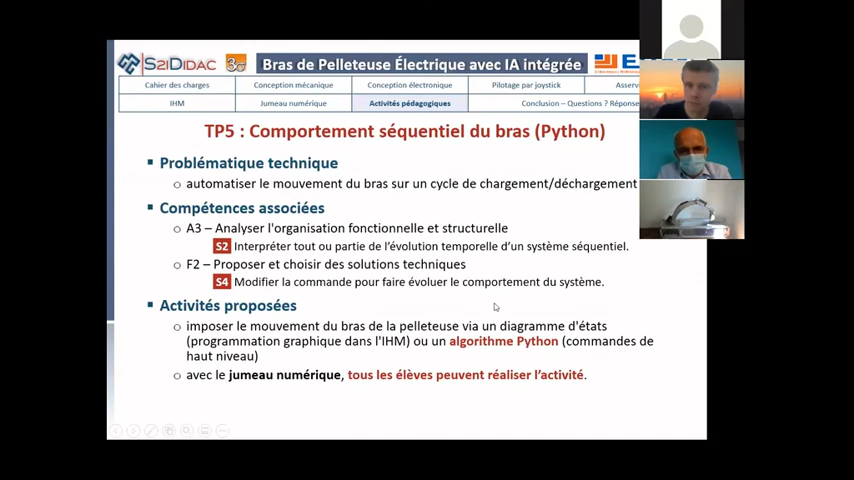 S2IDIDAC
Bras de Pelleteuse Électrique avec IA intégrée
Cahier des charges
Conception mécanique
Conception électronique
Pilotage par joystick
Asserv
IHM
Jumeau numérique
Activités pédagogiques
Conclusion – Questions ? Réponse
TP5 : Comportement séquentiel du bras (Python)
Problématique technique
automatiser le mouvement du bras sur un cycle de chargement/déchargement
Compétences associées
A3 – Analyser l'organisation fonctionnelle et structurelle
S2 Interpréter tout ou partie de l'évolution temporelle d'un système séquentiel.
F2 – Proposer et choisir des solutions techniques
S4 Modifier la commande pour faire évoluer le comportement du système.
Activités proposées
imposer le mouvement du bras de la pelleteuse via un diagramme d'états
(programmation graphique dans l'IHM) ou un algorithme Python (commandes de
haut niveau)
avec le jumeau numérique, tous les élèves peuvent réaliser l'activité.